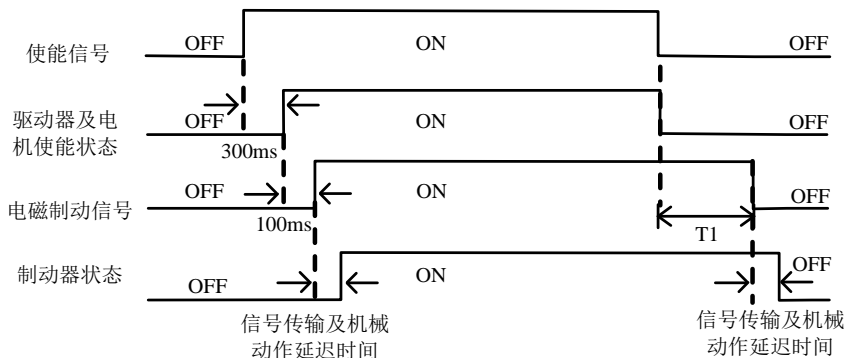 使能信号
OFF
ON
OFF
驱动器及电
机使能状态
OFF
ON
OFF
300ms
电磁制动信号
OFF
ON
OFF
100ms
T1
制动器状态
OFF
ON
OFF
信号传输及机械
动作延迟时间
信号传输及机械
动作延迟时间